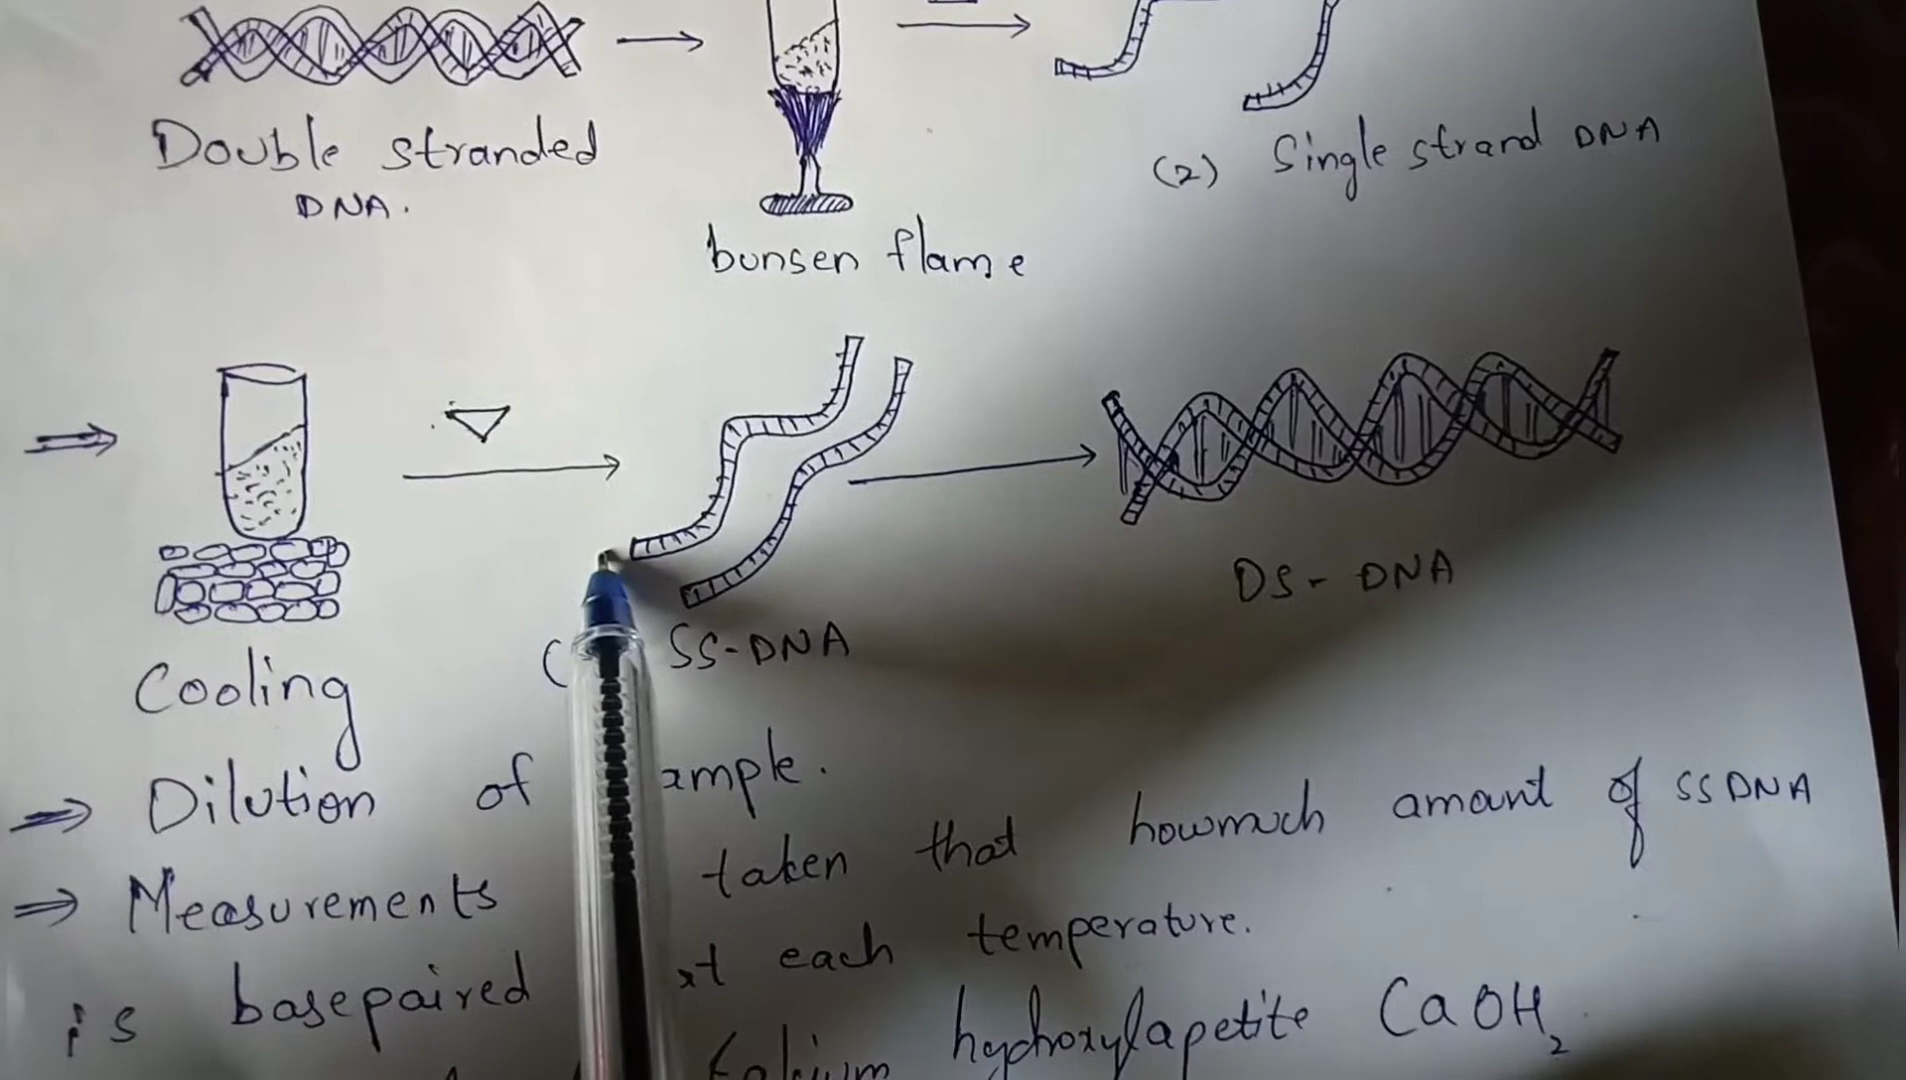 Double stranded
DNA.
bunsen flame
(2) Single strand DNA
Cooling
SS-DNA
DS-DNA
⇒ Dilution of
⇒ Measurements taken that howmuch amount of SSDNA
is basepaired each temperature.
hydroxylapetite CaOH₂